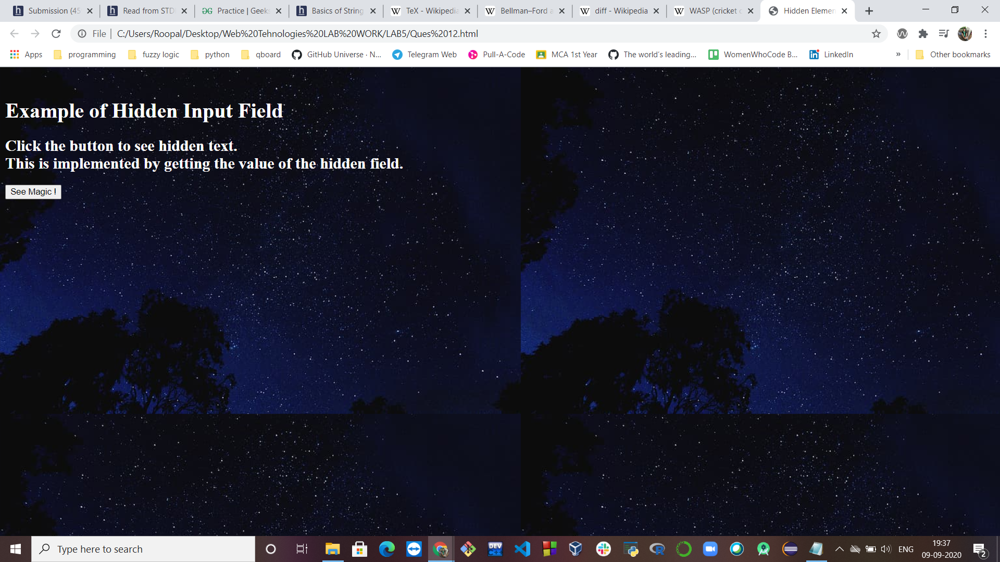 Submission (45
Read from STD
Practice | Geeks
Basics of String
TeX - Wikipedia
Bellman–Ford a
diff - Wikipedia
WASP (cricket c
Hidden Elemen
File | C:/Users/Roopal/Desktop/Web%20Tehnologies%20LAB%20WORK/LAB5/Ques%2012.html
Apps programming fuzzy logic python qboard GitHub Universe · N... Telegram Web Pull-A-Code MCA 1st Year The world's leading... WomenWhoCode B... LinkedIn » Other bookmarks
Example of Hidden Input Field
Click the button to see hidden text.
This is implemented by getting the value of the hidden field.
See Magic !
Type here to search
DEV
C++
ENG
19:37
09-09-2020
2